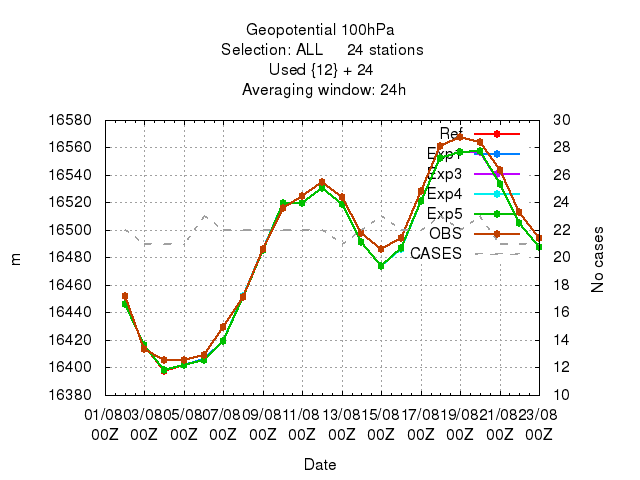 Geopotential 100hPa
Selection: ALL 24 stations
Used {12} + 24
Averaging window: 24h
16580 30
Ref
16560 28
Exp1
16540 26
Exp3
16520 24
Exp4
Exp5
16500 22
OBS
16480 20
CASES
16460 18
16440 16
16420 14
16400 12
16380 10
m
No cases
01/08 03/08 05/08 07/08 09/08 11/08 13/08 15/08 17/08 19/08 21/08 23/08
00Z 00Z 00Z 00Z 00Z 00Z 00Z 00Z 00Z 00Z 00Z 00Z
Date